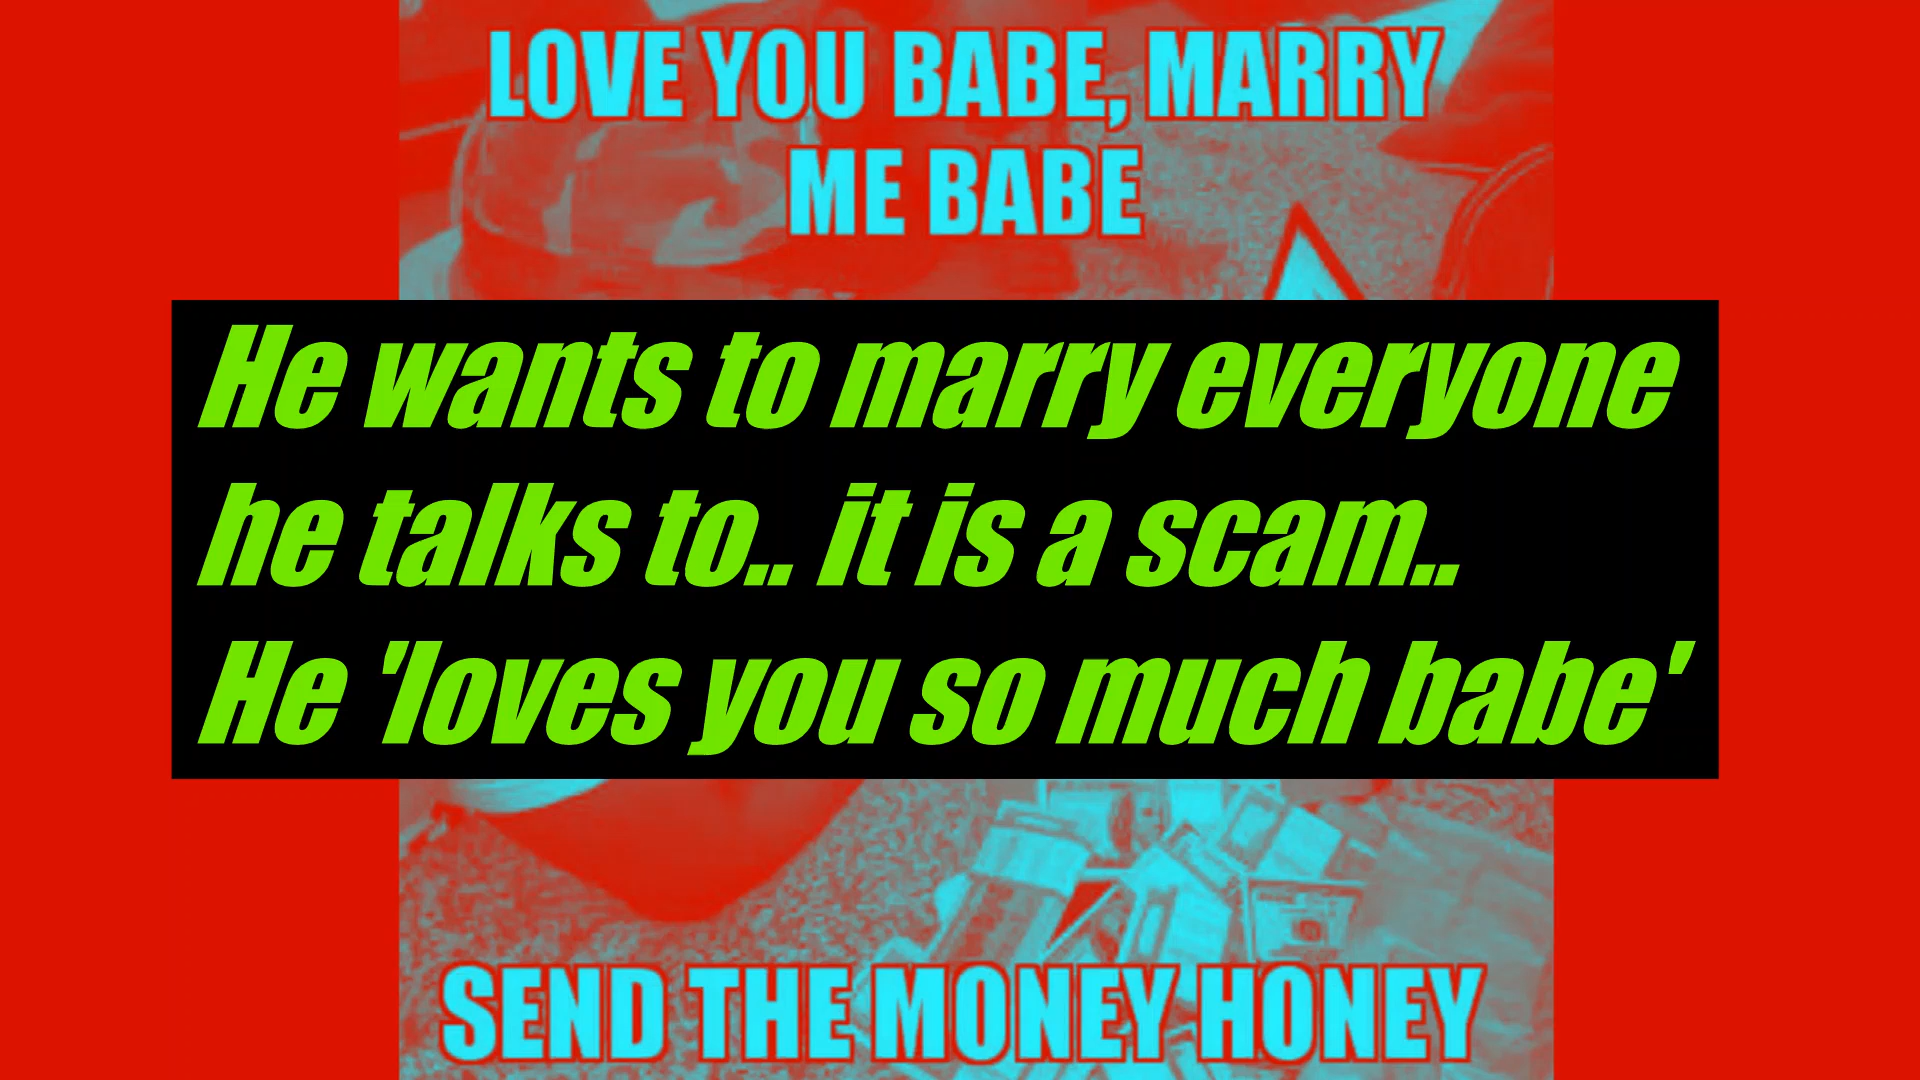 LOVE YOU BABE, MARRY
ME BABE
He wants to marry everyone
he talks to.. it is a scam..
He 'loves you so much babe'
SEND THE MONEY HONEY